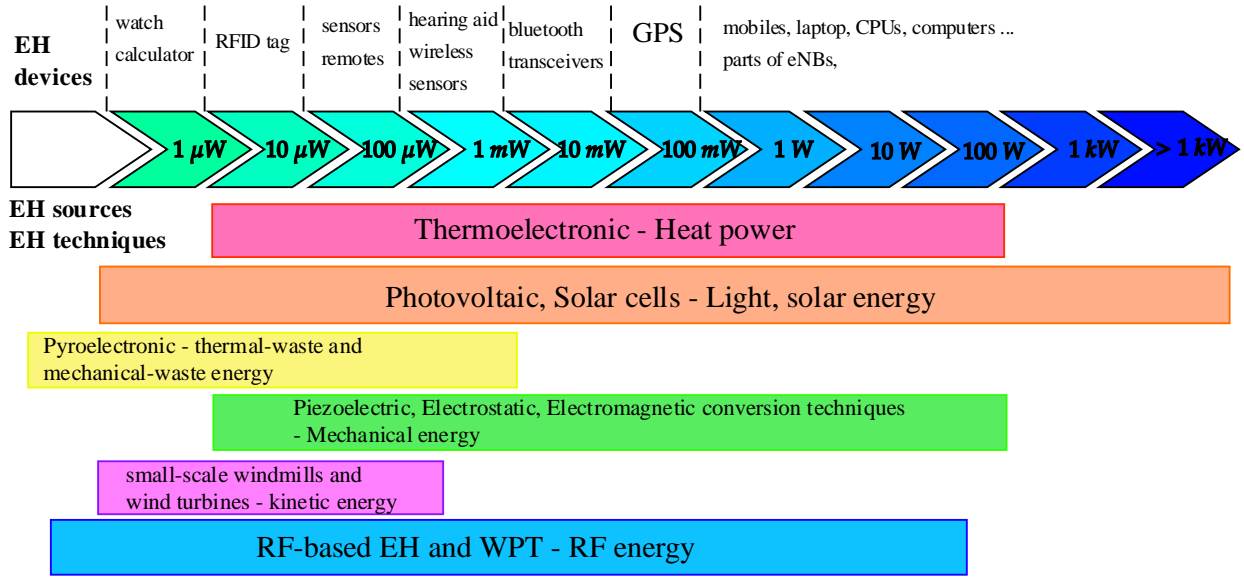 EH
devices
watch
calculator
RFID tag
sensors
remotes
hearing aid
wireless
sensors
bluetooth
transceivers
GPS
mobiles, laptop, CPUs, computers ...
parts of eNBs,
1 μW
10 μW
100 μW
1 mW
10 mW
100 mW
1 W
10 W
100 W
1 kW
> 1 kW
EH sources
EH techniques
Thermoelectronic - Heat power
Photovoltaic, Solar cells - Light, solar energy
Pyroelectronic - thermal-waste and
mechanical-waste energy
Piezoelectric, Electrostatic, Electromagnetic conversion techniques
- Mechanical energy
small-scale windmills and
wind turbines - kinetic energy
RF-based EH and WPT - RF energy